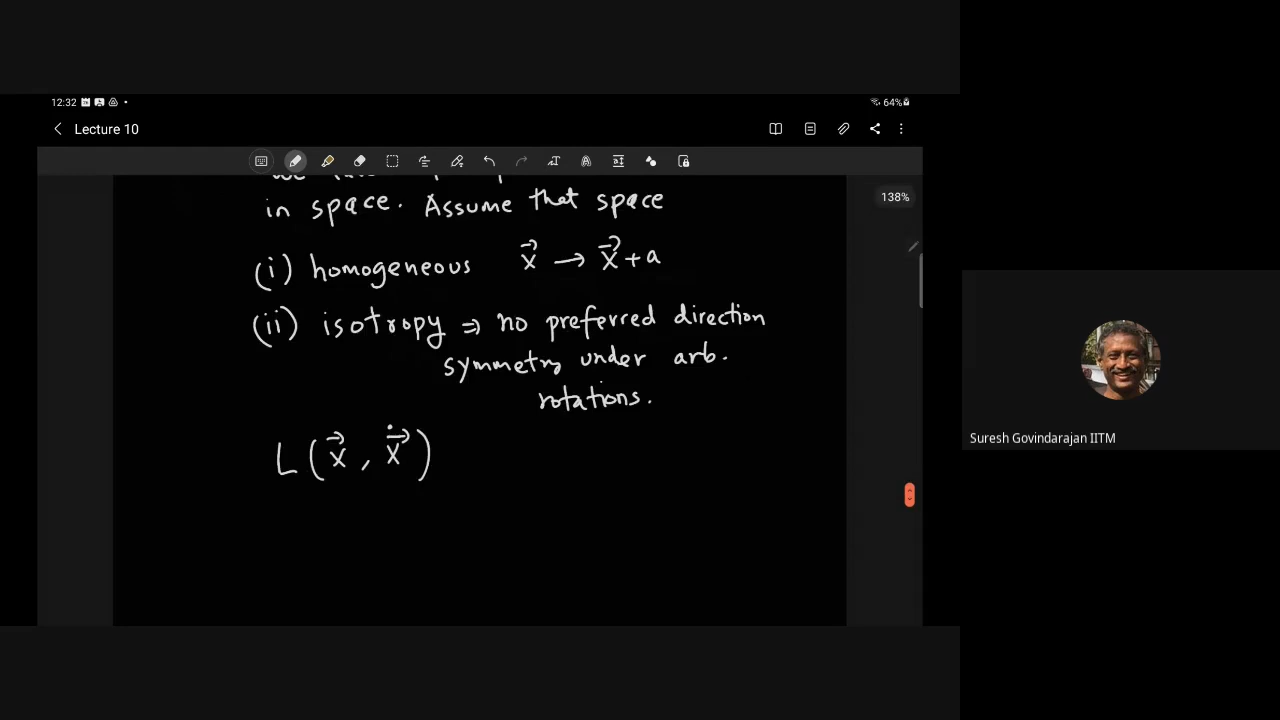 12:32
64%
Lecture 10
138%
in space. Assume that space
(i) homogeneous x⃗ → x⃗ + a
(ii) isotropy ⇒ no preferred direction
symmetry under arb.
rotations.
L(x⃗, ẋ⃗)
Suresh Govindarajan IITM